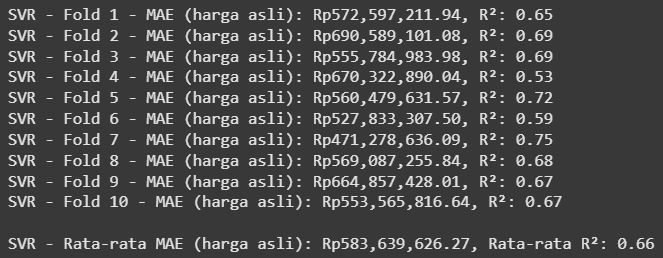 SVR - Fold 1 - MAE (harga asli): Rp572,597,211.94, R²: 0.65
SVR - Fold 2 - MAE (harga asli): Rp690,589,101.08, R²: 0.69
SVR - Fold 3 - MAE (harga asli): Rp555,784,983.98, R²: 0.69
SVR - Fold 4 - MAE (harga asli): Rp670,322,890.04, R²: 0.53
SVR - Fold 5 - MAE (harga asli): Rp560,479,631.57, R²: 0.72
SVR - Fold 6 - MAE (harga asli): Rp527,833,307.50, R²: 0.59
SVR - Fold 7 - MAE (harga asli): Rp471,278,636.09, R²: 0.75
SVR - Fold 8 - MAE (harga asli): Rp569,087,255.84, R²: 0.68
SVR - Fold 9 - MAE (harga asli): Rp664,857,428.01, R²: 0.67
SVR - Fold 10 - MAE (harga asli): Rp553,565,816.64, R²: 0.67
SVR - Rata-rata MAE (harga asli): Rp583,639,626.27, Rata-rata R²: 0.66